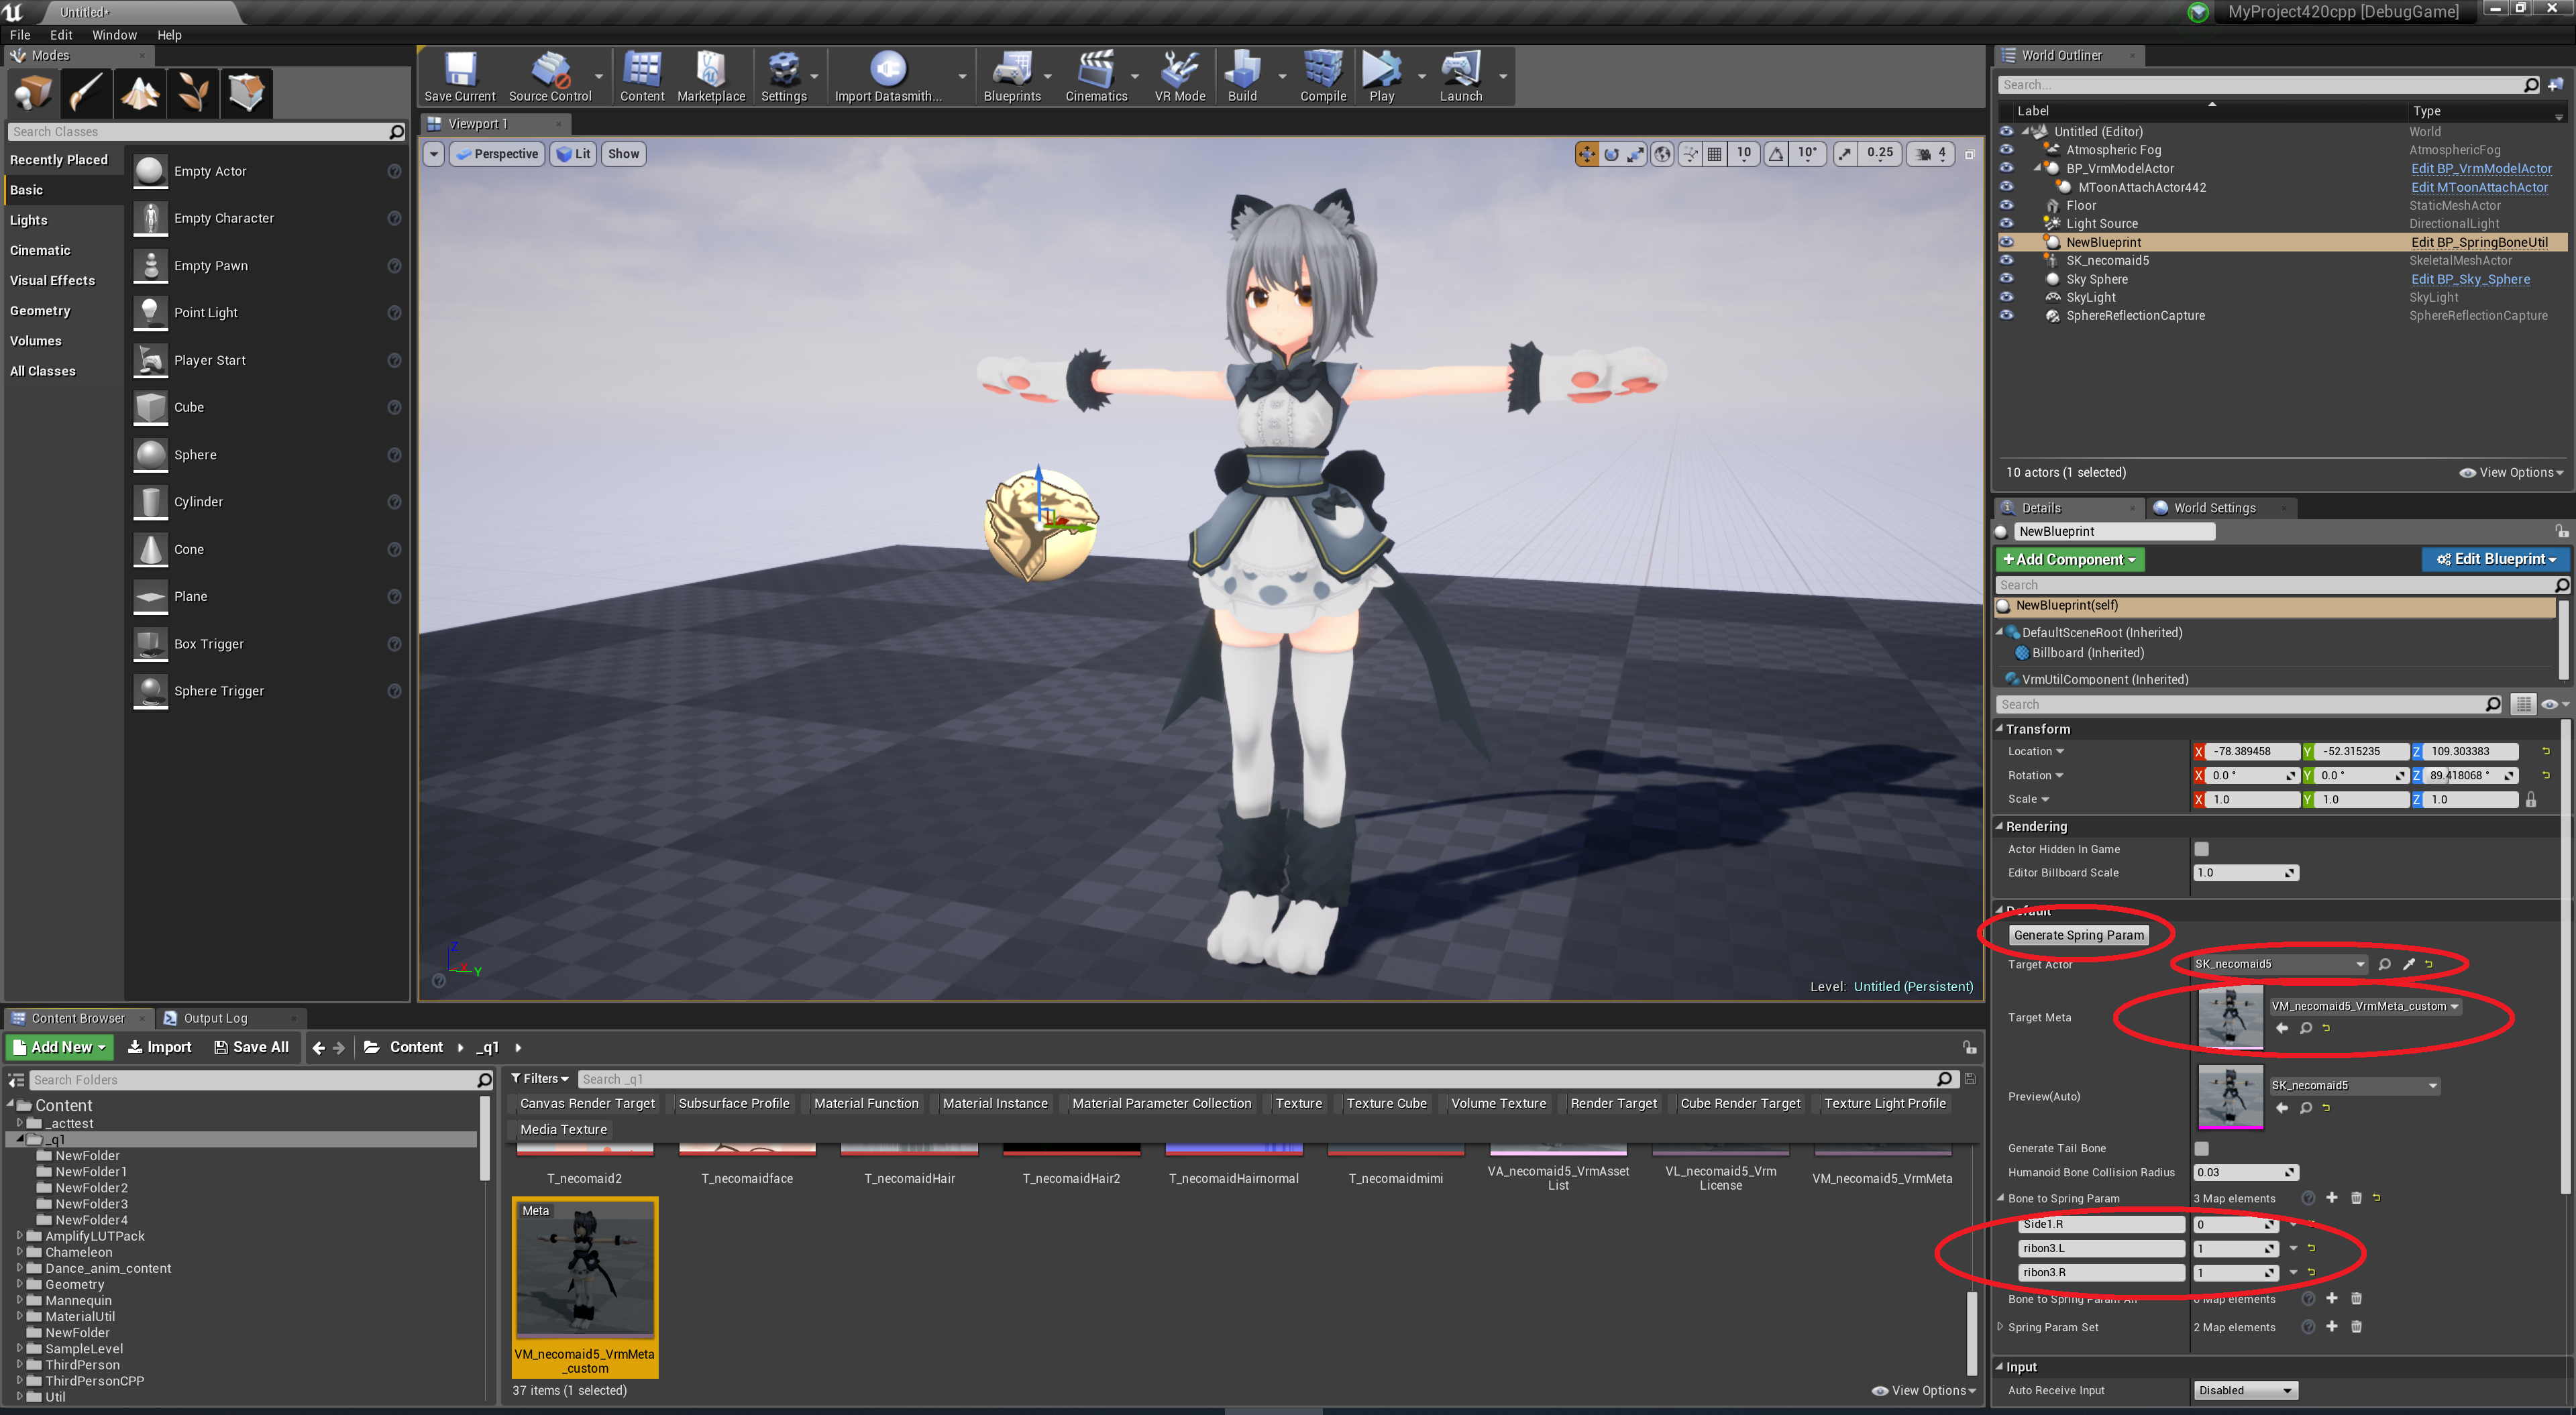 Untitled•
MyProject420cpp [DebugGame]
File Edit Window Help
Modes
Search Classes
Recently Placed
Basic
Lights
Cinematic
Visual Effects
Geometry
Volumes
All Classes
Empty Actor
Empty Character
Empty Pawn
Point Light
Player Start
Cube
Sphere
Cylinder
Cone
Plane
Box Trigger
Sphere Trigger
Save Current Source Control Content Marketplace Settings Import Datasmith... Blueprints Cinematics VR Mode Build Compile Play Launch
Viewport 1
Perspective Lit Show
10 10° 0.25 4
Z X Y
Level: Untitled (Persistent)
World Outliner
Search...
Label Type
Untitled (Editor) World
Atmospheric Fog AtmosphericFog
BP_VrmModelActor Edit BP_VrmModelActor
MToonAttachActor442 Edit MToonAttachActor
Floor StaticMeshActor
Light Source DirectionalLight
NewBlueprint Edit BP_SpringBoneUtil
SK_necomaid5 SkeletalMeshActor
Sky Sphere Edit BP_Sky_Sphere
SkyLight SkyLight
SphereReflectionCapture SphereReflectionCapture
10 actors (1 selected) View Options
Details World Settings
NewBlueprint
+Add Component Edit Blueprint
Search
NewBlueprint(self)
DefaultSceneRoot (Inherited)
Billboard (Inherited)
VrmUtilComponent (Inherited)
Search
Transform
Location X -78.389458 Y -52.315235 Z 109.303383
Rotation X 0.0 ° Y 0.0 ° Z 89.418068 °
Scale X 1.0 Y 1.0 Z 1.0
Rendering
Actor Hidden In Game
Editor Billboard Scale 1.0
Default
Generate Spring Param
Target Actor SK_necomaid5
Target Meta VM_necomaid5_VrmMeta_custom
Preview(Auto) SK_necomaid5
Generate Tail Bone
Humanoid Bone Collision Radius 0.03
Bone to Spring Param 3 Map elements
Side1.R 0
ribon3.L 1
ribon3.R 1
Bone to Spring Param All 0 Map elements
Spring Param Set 2 Map elements
Input
Auto Receive Input Disabled
Content Browser Output Log
Add New Import Save All Content _q1
Search Folders
Content
_acttest
_q1
NewFolder
NewFolder1
NewFolder2
NewFolder3
NewFolder4
AmplifyLUTPack
Chameleon
Dance_anim_content
Geometry
Mannequin
MaterialUtil
NewFolder
SampleLevel
ThirdPerson
ThirdPersonCPP
Util
Filters Search _q1
Canvas Render Target Subsurface Profile Material Function Material Instance Material Parameter Collection Texture Texture Cube Volume Texture Render Target Cube Render Target Texture Light Profile
Media Texture
T_necomaid2 T_necomaidface T_necomaidHair T_necomaidHair2 T_necomaidHairnormal T_necomaidmimi VA_necomaid5_VrmAsset VL_necomaid5_Vrm VM_necomaid5_VrmMeta
List License
Meta
VM_necomaid5_VrmMeta
_custom
37 items (1 selected) View Options